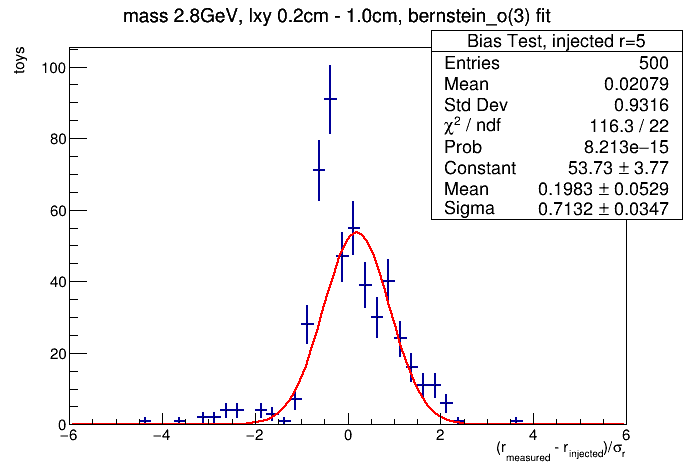 mass 2.8GeV, lxy 0.2cm - 1.0cm, bernstein_o(3) fit
toys
Bias Test, injected r=5
Entries 500
Mean 0.02079
Std Dev 0.9316
χ² / ndf 116.3 / 22
Prob 8.213e−15
Constant 53.73 ± 3.77
Mean 0.1983 ± 0.0529
Sigma 0.7132 ± 0.0347
100
80
60
40
20
0
−6 −4 −2 0 2 4 6
(r_measured - r_injected)/σ_r